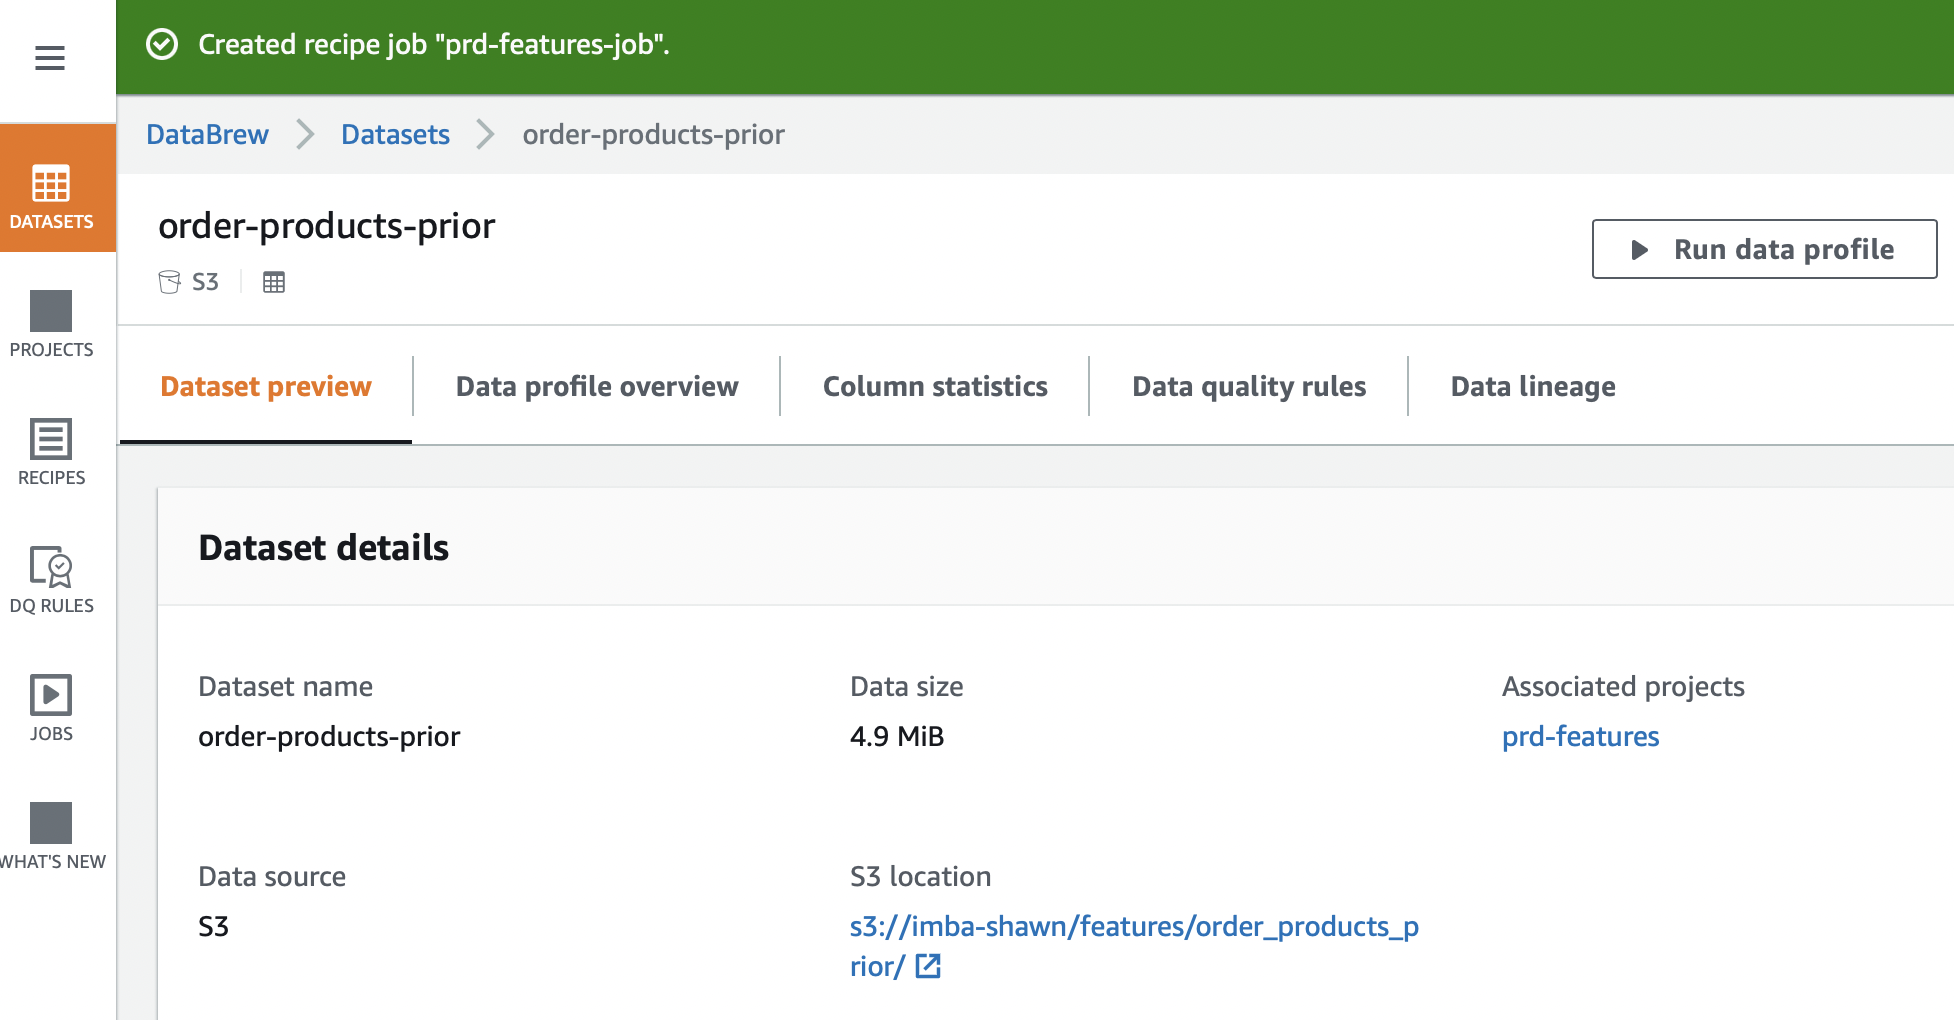 Created recipe job "prd-features-job".
DataBrew
Datasets
order-products-prior
DATASETS
PROJECTS
RECIPES
DQ RULES
JOBS
WHAT'S NEW
order-products-prior
S3
Run data profile
Dataset preview
Data profile overview
Column statistics
Data quality rules
Data lineage
Dataset details
Dataset name
order-products-prior
Data size
4.9 MiB
Associated projects
prd-features
Data source
S3
S3 location
s3://imba-shawn/features/order_products_p
rior/